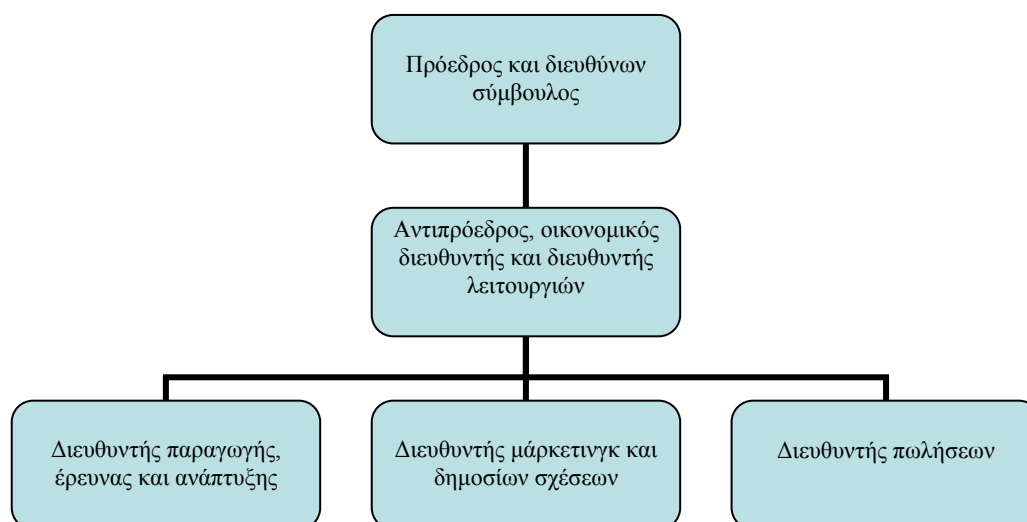 Πρόεδρος και διευθύνων
σύμβουλος
Αντιπρόεδρος, οικονομικός
διευθυντής και διευθυντής
λειτουργιών
Διευθυντής παραγωγής,
έρευνας και ανάπτυξης
Διευθυντής μάρκετινγκ και
δημοσίων σχέσεων
Διευθυντής πωλήσεων